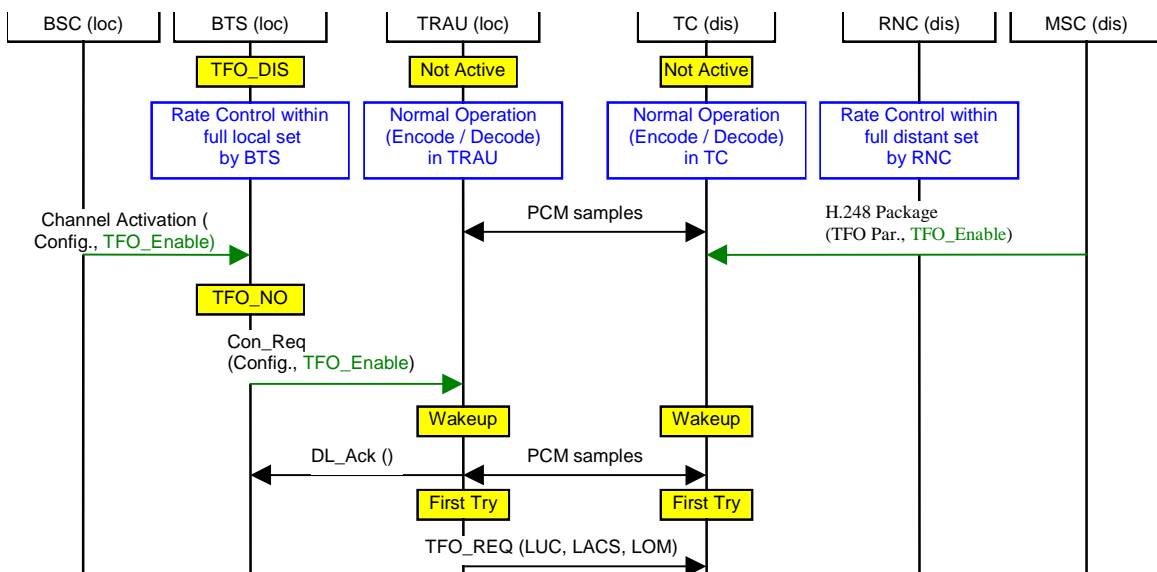 BSC (loc)
BTS (loc)
TRAU (loc)
TC (dis)
RNC (dis)
MSC (dis)
TFO_DIS
Not Active
Not Active
Rate Control within
full local set
by BTS
Normal Operation
(Encode / Decode)
in TRAU
Normal Operation
(Encode / Decode)
in TC
Rate Control within
full distant set
by RNC
Channel Activation (
Config., TFO_Enable)
PCM samples
H.248 Package
(TFO Par., TFO_Enable)
TFO_NO
Con_Req
(Config., TFO_Enable)
Wakeup
Wakeup
DL_Ack ()
PCM samples
First Try
First Try
TFO_REQ (LUC, LACS, LOM)